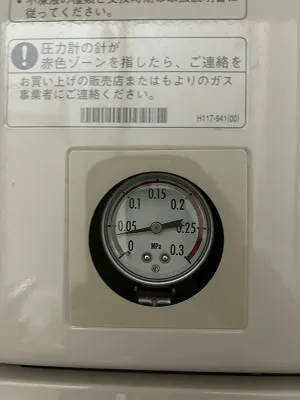 従ってください。
圧力計の針が
赤色ゾーンを指したら、ご連絡を
お買い上げの販売店またはもよりのガス
事業者にご連絡ください。
H117-941(00)
0.15
0.1
0.2
0.05
0.25
0
MPa
0.3